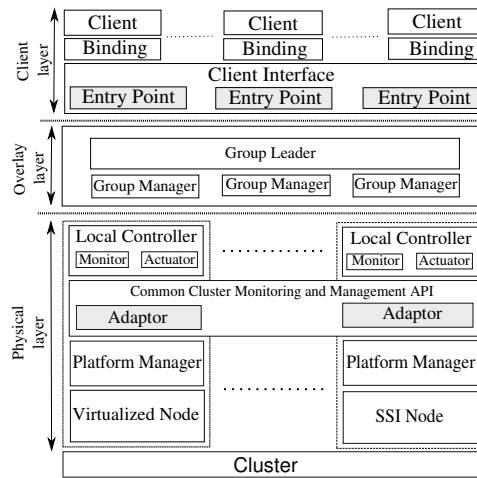 Client Client Client
Binding Binding Binding
Client Interface
Entry Point Entry Point Entry Point
Client
layer
Group Leader
Group Manager Group Manager Group Manager
Overlay
layer
Local Controller Local Controller
Monitor Actuator Monitor Actuator
Common Cluster Monitoring and Management API
Adaptor Adaptor
Platform Manager Platform Manager
Virtualized Node SSI Node
Physical
layer
Cluster